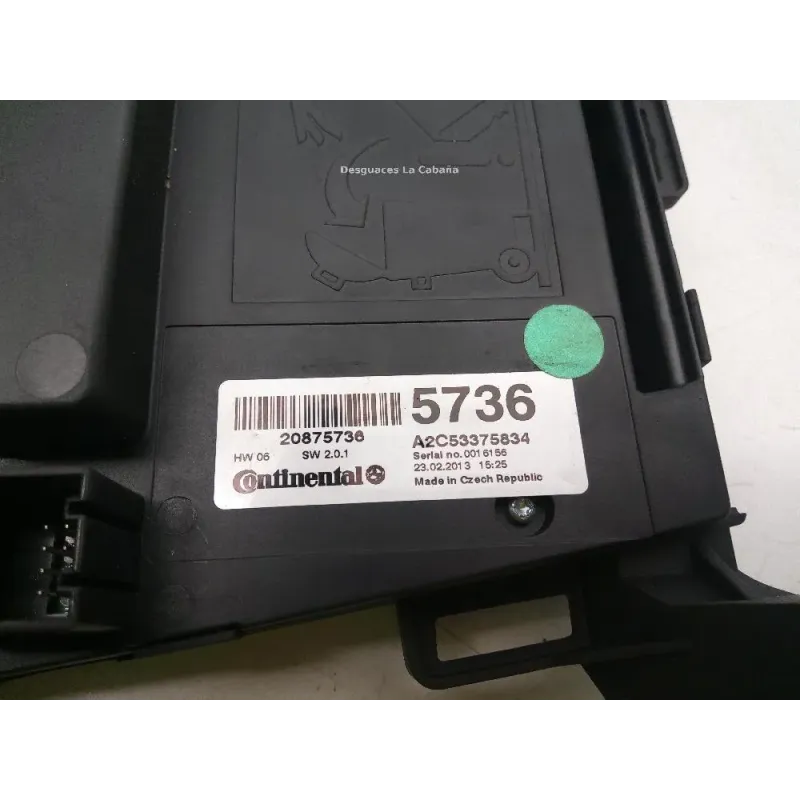 Desguaces La Cabaña
5736
20875736
A2C53375834
HW 06 SW 2.0.1
Serial no.0016156
23.02.2013 15:25
Continental
Made in Czech Republic